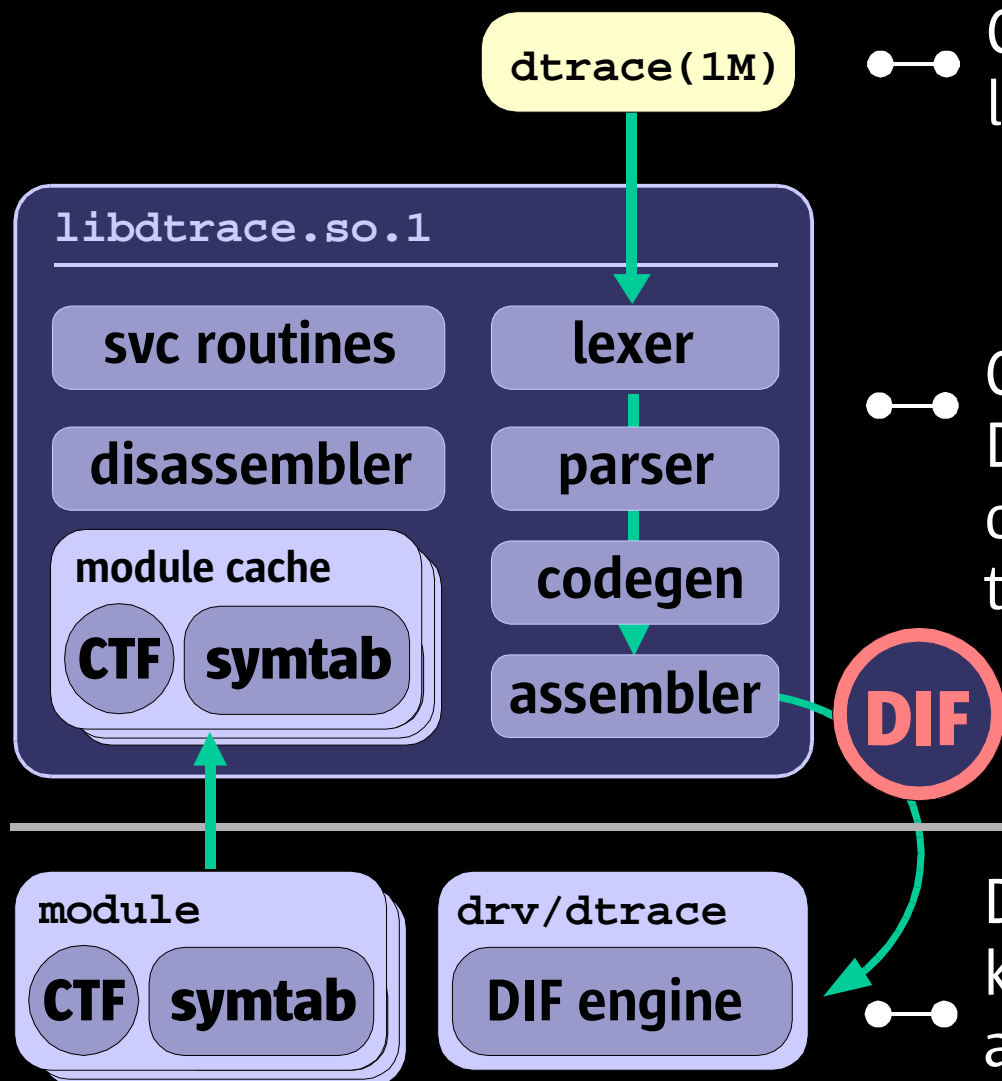 dtrace(1M)
libdtrace.so.1
svc routines
lexer
disassembler
parser
module cache
codegen
CTF
symtab
assembler
DIF
module
drv/dtrace
CTF
symtab
DIF engine